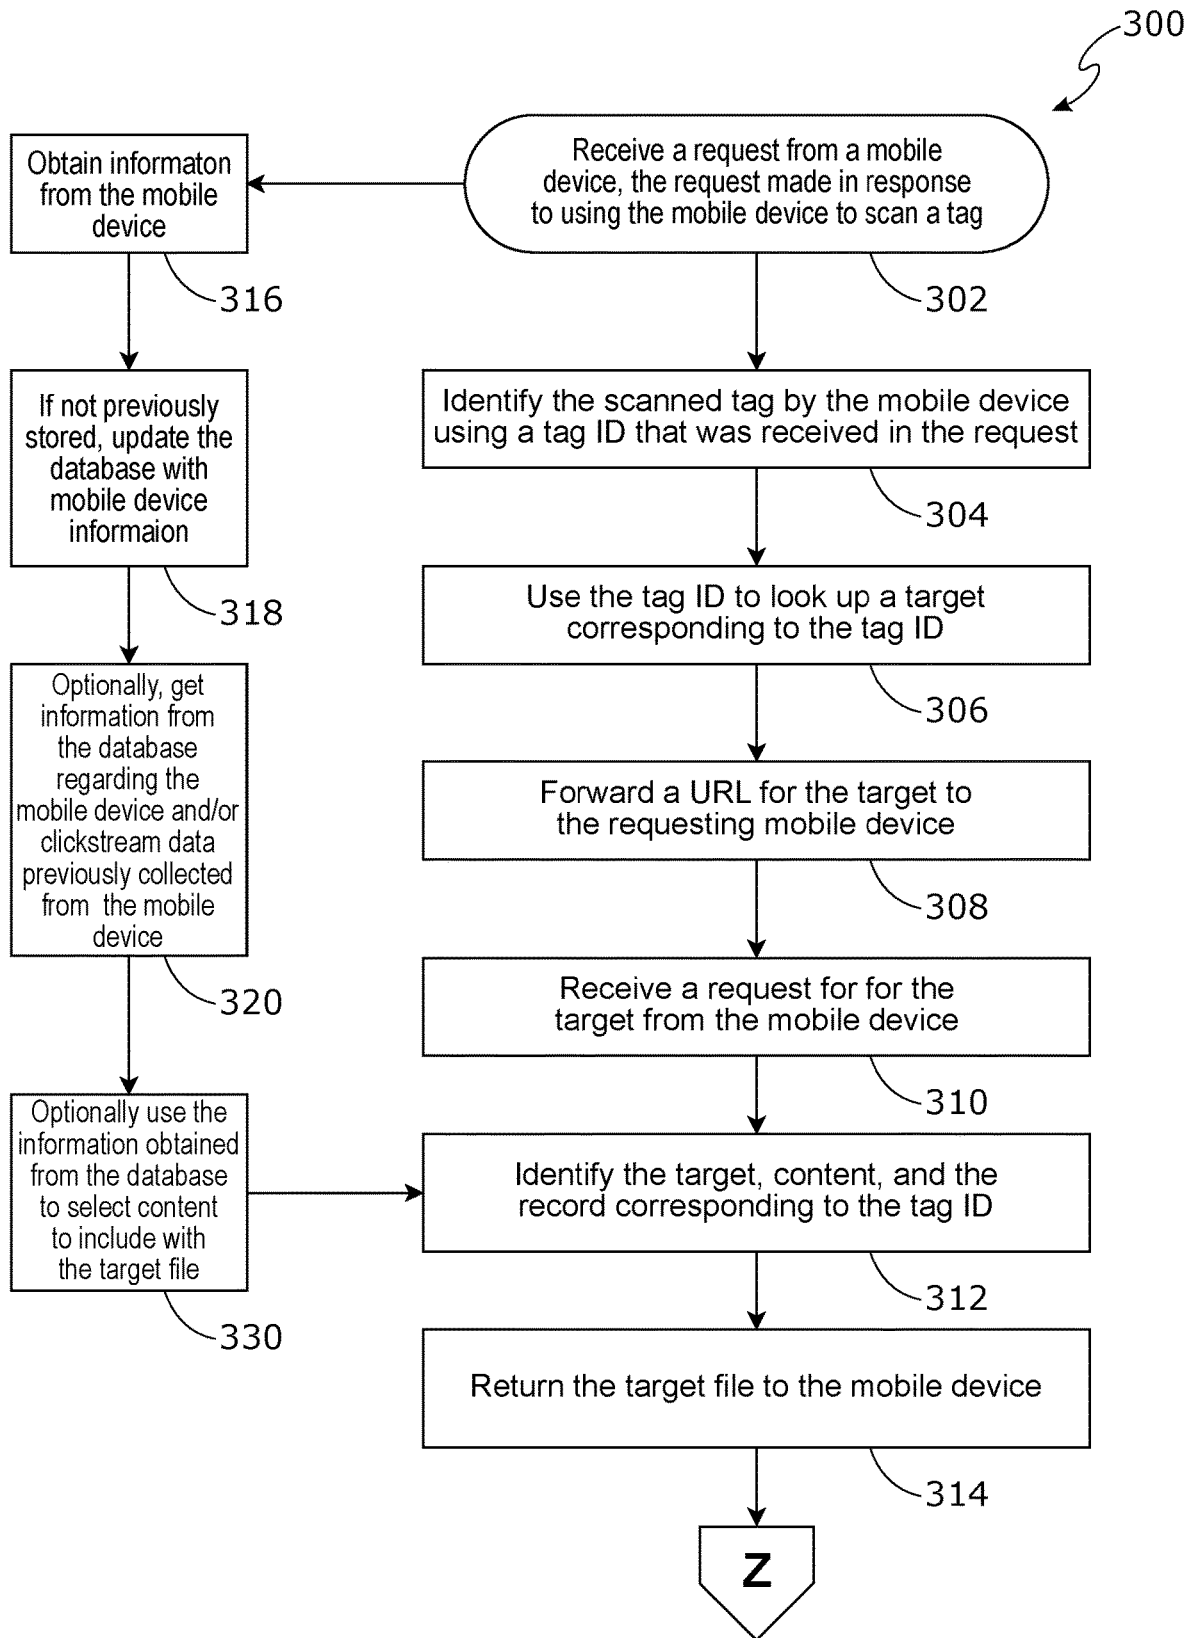 300
Receive a request from a mobile
device, the request made in response
to using the mobile device to scan a tag
302
Obtain informaton
from the mobile
device
316
If not previously
stored, update the
database with
mobile device
informaion
318
Optionally, get
information from
the database
regarding the
mobile device and/or
clickstream data
previously collected
from the mobile
device
320
Optionally use the
information obtained
from the database
to select content
to include with
the target file
330
Identify the scanned tag by the mobile device
using a tag ID that was received in the request
304
Use the tag ID to look up a target
corresponding to the tag ID
306
Forward a URL for the target to
the requesting mobile device
308
Receive a request for for the
target from the mobile device
310
Identify the target, content, and the
record corresponding to the tag ID
312
Return the target file to the mobile device
314
Z